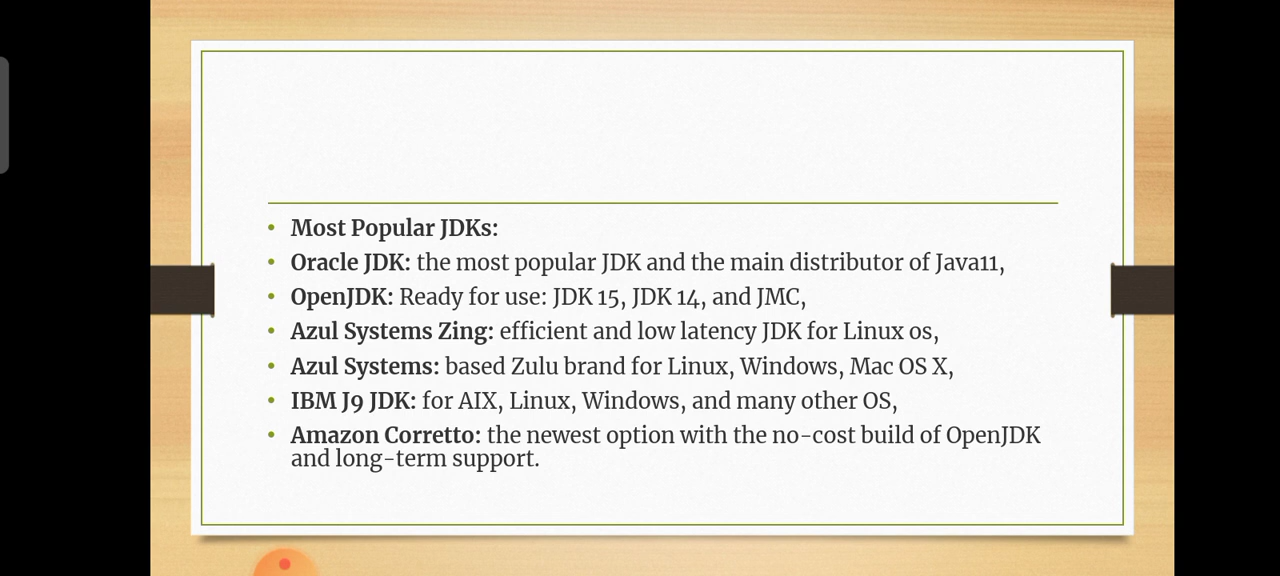 • Most Popular JDKs:
• Oracle JDK: the most popular JDK and the main distributor of Java11,
• OpenJDK: Ready for use: JDK 15, JDK 14, and JMC,
• Azul Systems Zing: efficient and low latency JDK for Linux os,
• Azul Systems: based Zulu brand for Linux, Windows, Mac OS X,
• IBM J9 JDK: for AIX, Linux, Windows, and many other OS,
• Amazon Corretto: the newest option with the no-cost build of OpenJDK
and long-term support.